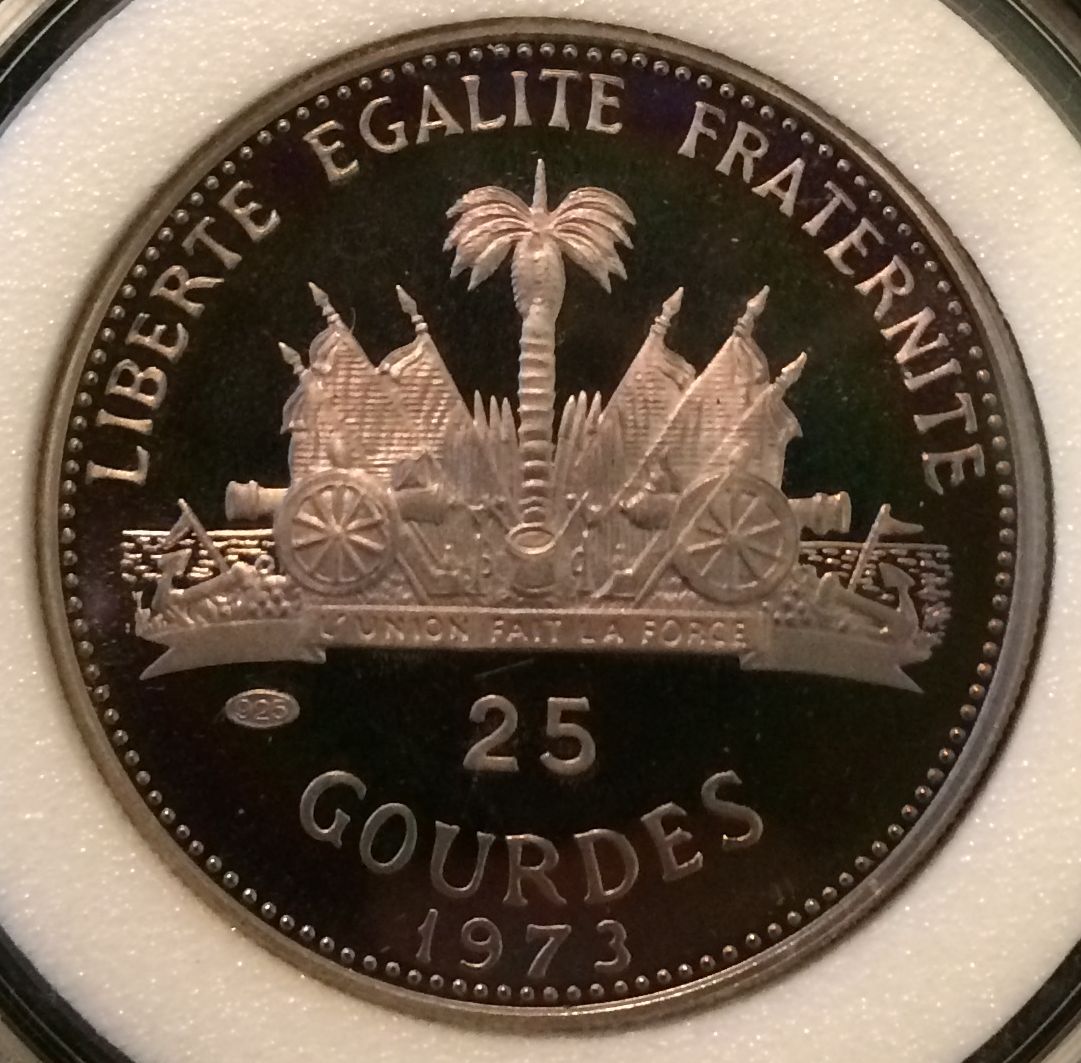 LIBERTE EGALITE FRATERNITE
L'UNION FAIT LA FORCE
925
25
GOURDES
1973